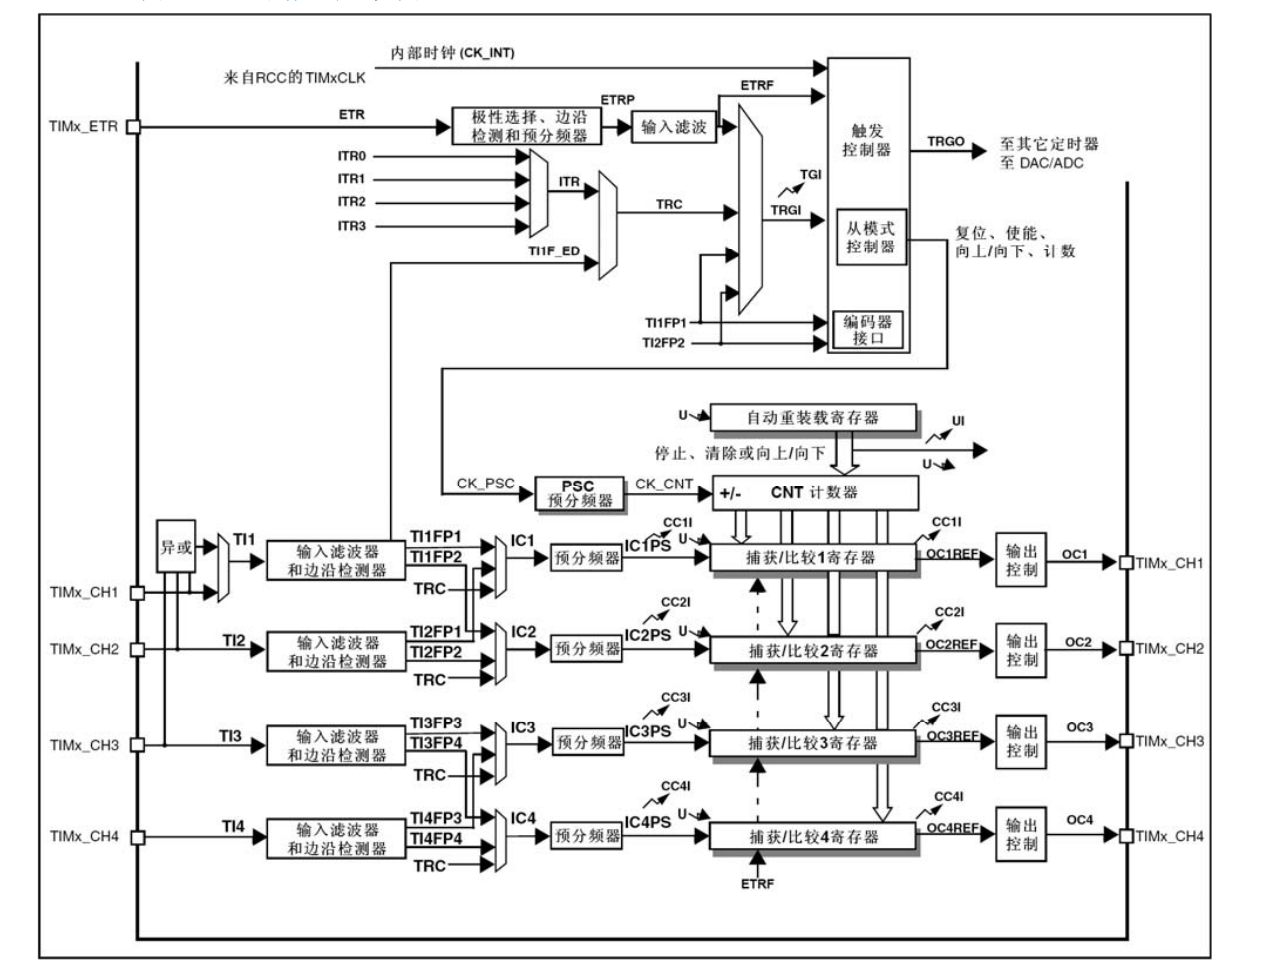 内部时钟(CK_INT)
来自RCC的TIMxCLK
ETRF
ETRP
ETR
TIMx_ETR
极性选择、边沿
检测和预分频器
输入滤波
触发
控制器
TRGO
至其它定时器
至 DAC/ADC
ITR0
ITR1
ITR2
ITR3
ITR
TRC
TGI
TRGI
从模式
控制器
复位、使能、
向上/向下、计数
TI1F_ED
TI1FP1
TI2FP2
编码器
接口
U
自动重装载寄存器
UI
停止、清除或向上/向下
U
CK_PSC
PSC
预分频器
CK_CNT
+/-
CNT 计数器
异或
TI1
输入滤波器
和边沿检测器
TI1FP1
TI1FP2
TRC
IC1
预分频器
IC1PS
CC1I
U
捕获/比较1寄存器
CC1I
OC1REF
输出
控制
OC1
TIMx_CH1
TIMx_CH1
TIMx_CH2
TI2
输入滤波器
和边沿检测器
TI2FP1
TI2FP2
TRC
IC2
预分频器
IC2PS
CC2I
U
捕获/比较2寄存器
CC2I
OC2REF
输出
控制
OC2
TIMx_CH2
TIMx_CH3
TI3
输入滤波器
和边沿检测器
TI3FP3
TI3FP4
TRC
IC3
预分频器
IC3PS
CC3I
U
捕获/比较3寄存器
CC3I
OC3REF
输出
控制
OC3
TIMx_CH3
TIMx_CH4
TI4
输入滤波器
和边沿检测器
TI4FP3
TI4FP4
TRC
IC4
预分频器
IC4PS
CC4I
U
捕获/比较4寄存器
CC4I
OC4REF
输出
控制
OC4
TIMx_CH4
ETRF